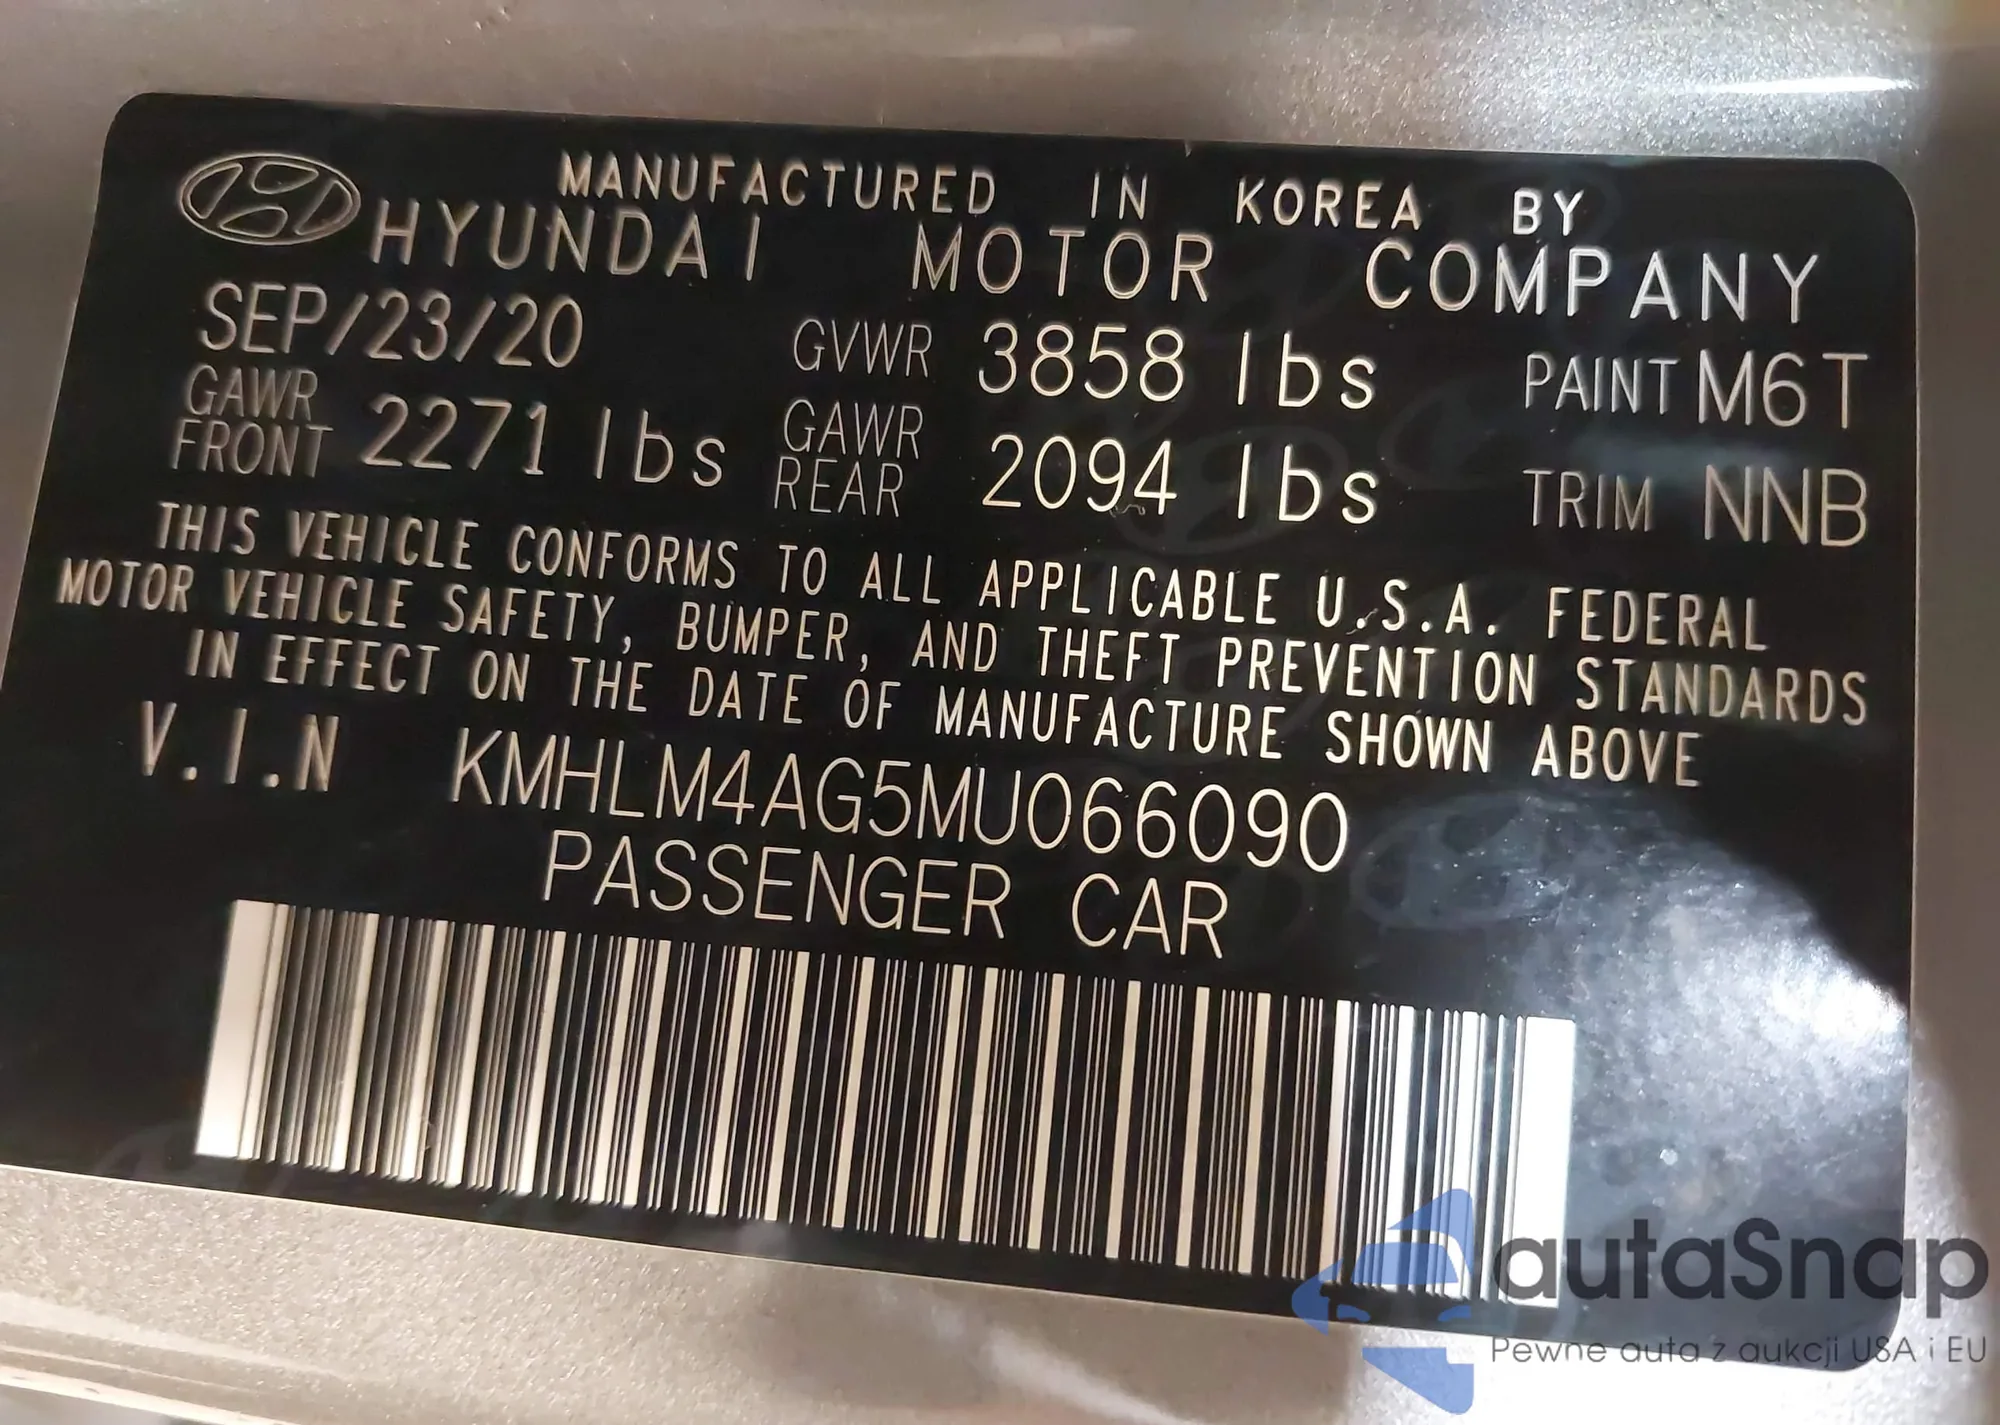 MANUFACTURED IN KOREA BY
HYUNDAI MOTOR COMPANY
SEP/23/20 GVWR 3858 lbs PAINT M6T
GAWR FRONT 2271 lbs GAWR REAR 2094 lbs TRIM NNB
THIS VEHICLE CONFORMS TO ALL APPLICABLE U.S.A. FEDERAL
MOTOR VEHICLE SAFETY, BUMPER, AND THEFT PREVENTION STANDARDS
IN EFFECT ON THE DATE OF MANUFACTURE SHOWN ABOVE
V.I.N KMHLM4AG5MU066090
PASSENGER CAR
autaSnap
Pewne auta z aukcji USA i EU